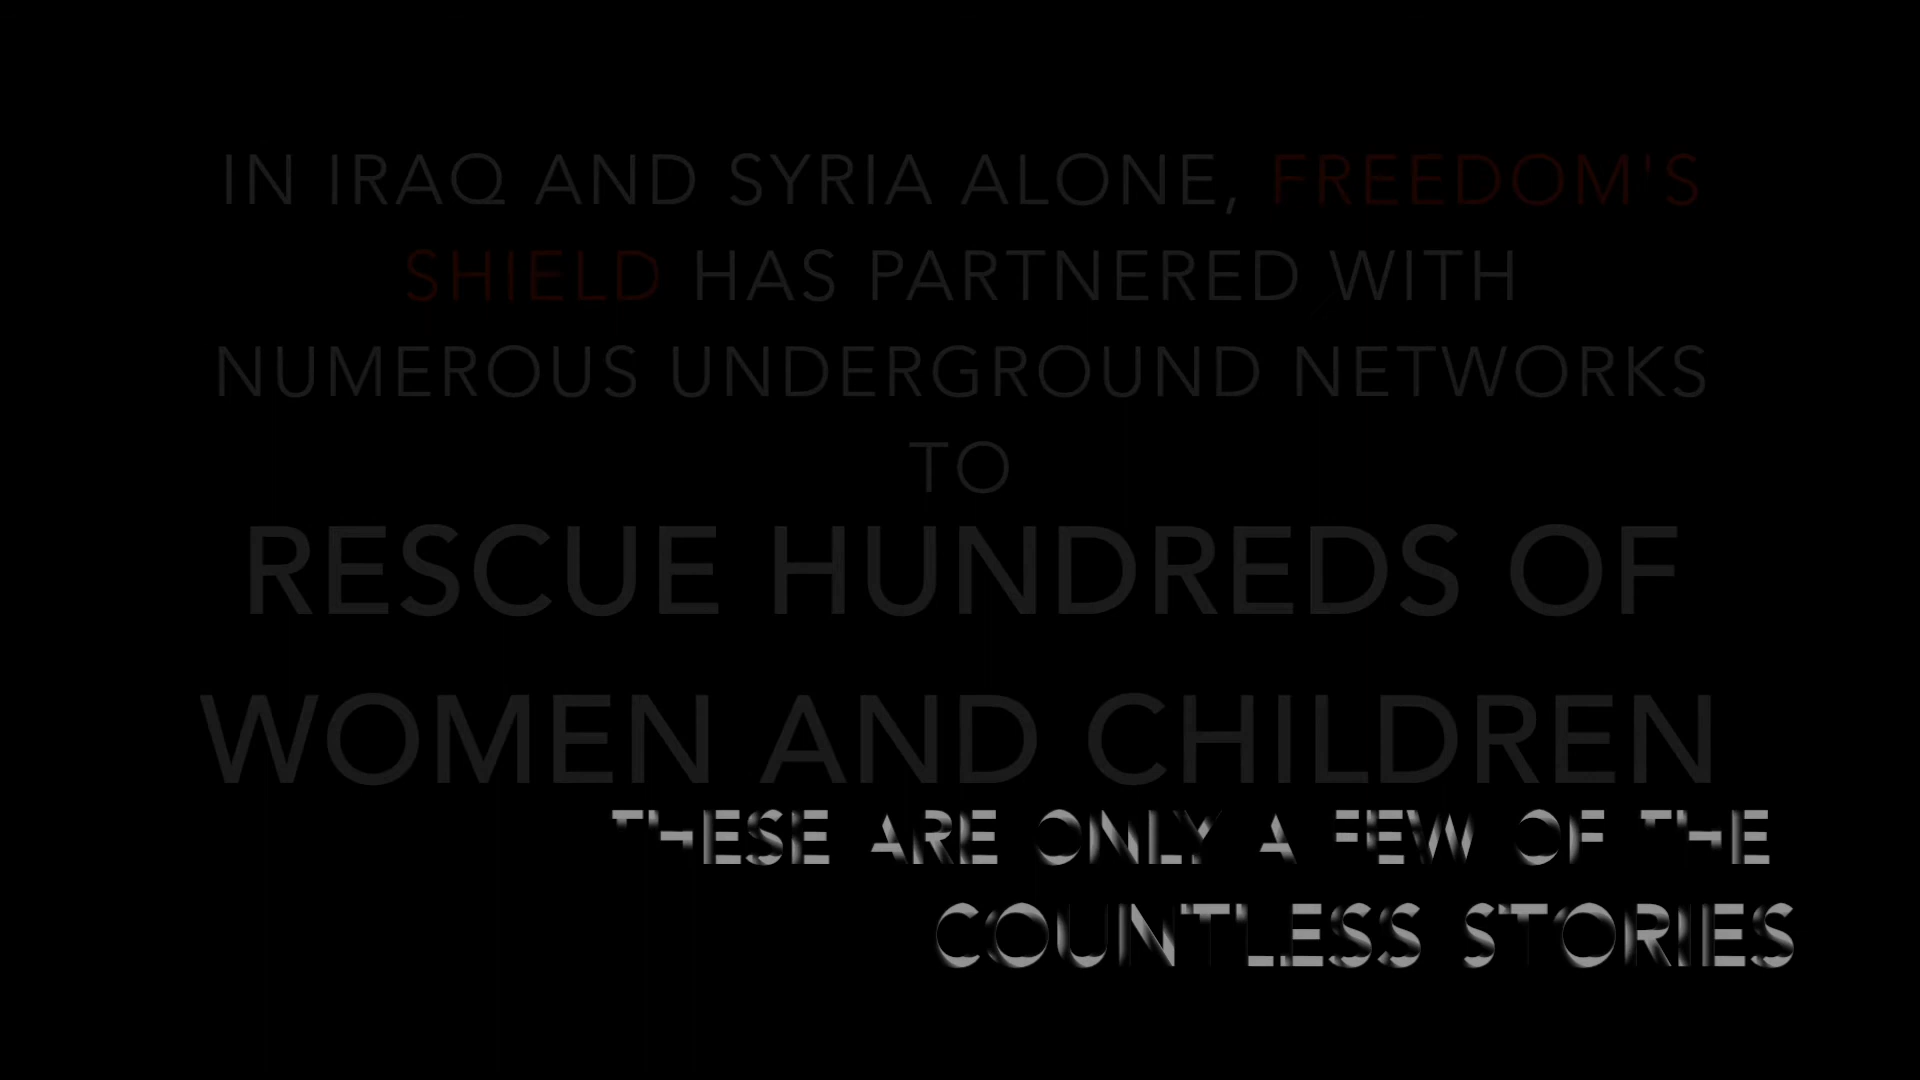 IN IRAQ AND SYRIA ALONE, FREEDOM'S
SHIELD HAS PARTNERED WITH
NUMEROUS UNDERGROUND NETWORKS
TO
RESCUE HUNDREDS OF
WOMEN AND CHILDREN
THESE ARE ONLY A FEW OF THE
COUNTLESS STORIES